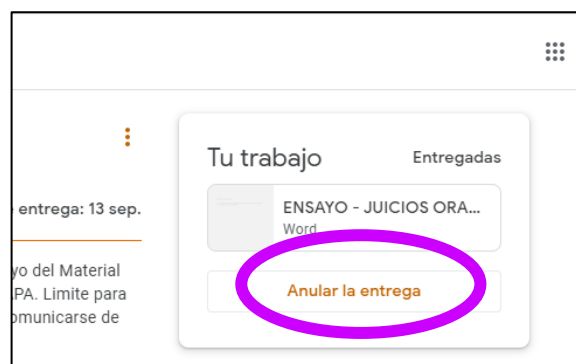 Tu trabajo
Entregadas
entrega: 13 sep.
ENSAYO - JUICIOS ORA...
Word
yo del Material
PA. Limite para
omunicarse de
Anular la entrega